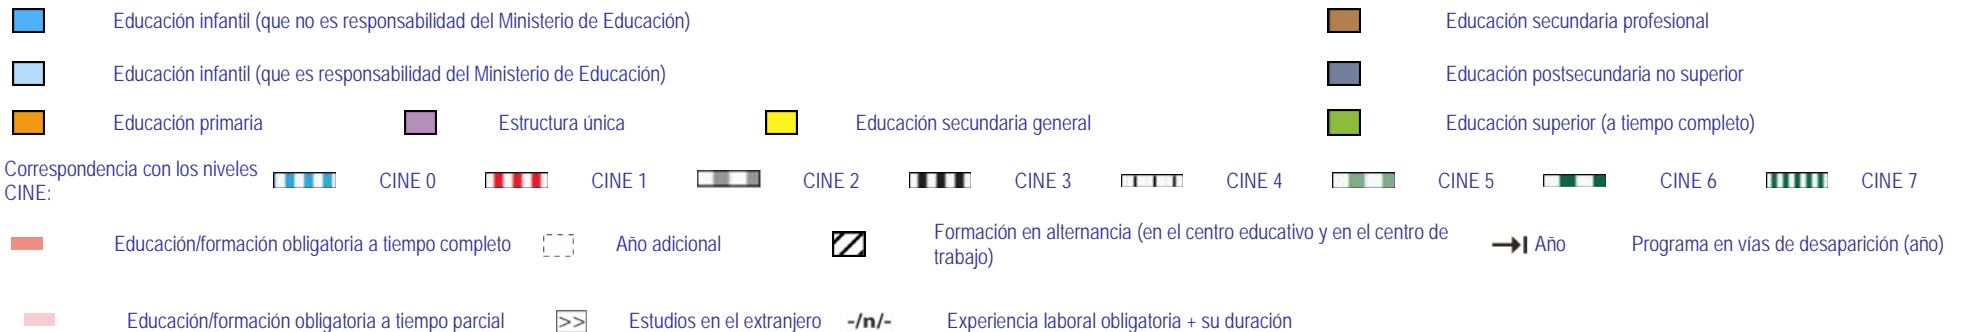 Educación infantil (que no es responsabilidad del Ministerio de Educación) Educación secundaria profesional
Educación infantil (que es responsabilidad del Ministerio de Educación) Educación postsecundaria no superior
Educación primaria Estructura única Educación secundaria general Educación superior (a tiempo completo)
Correspondencia con los niveles
CINE: CINE 0 CINE 1 CINE 2 CINE 3 CINE 4 CINE 5 CINE 6 CINE 7
Educación/formación obligatoria a tiempo completo Año adicional Formación en alternancia (en el centro educativo y en el centro de
trabajo) Año Programa en vías de desaparición (año)
Educación/formación obligatoria a tiempo parcial >> Estudios en el extranjero -/n/- Experiencia laboral obligatoria + su duración